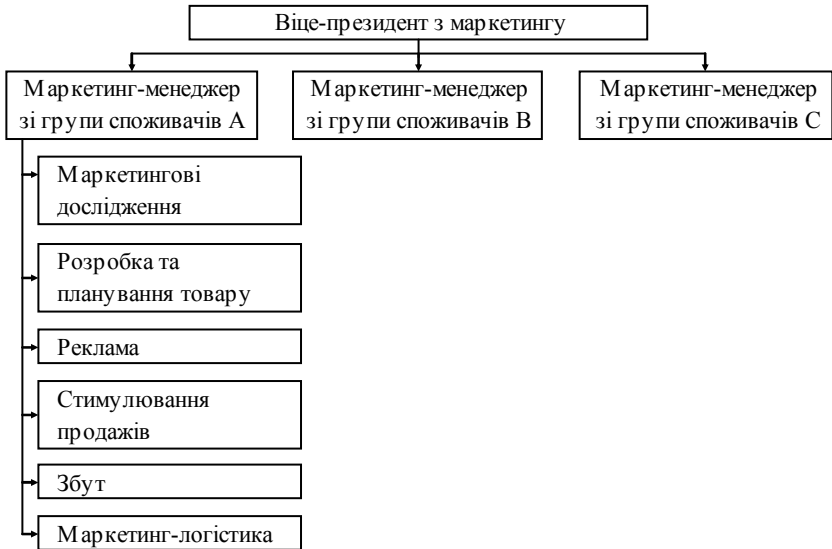 Віце-президент з маркетингу
Маркетинг-менеджер
зі групи споживачів А
Маркетинг-менеджер
зі групи споживачів В
Маркетинг-менеджер
зі групи споживачів С
Маркетингові
дослідження
Розробка та
планування товару
Реклама
Стимулювання
продажів
Збут
Маркетинг-логістика